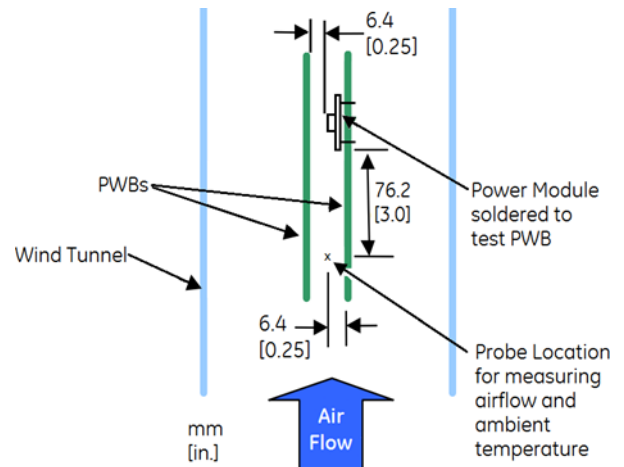 6.4
[0.25]
PWBs
76.2
[3.0]
Power Module
soldered to
test PWB
Wind Tunnel
x
6.4
[0.25]
Probe Location
for measuring
airflow and
ambient
temperature
Air
Flow
mm
[in.]